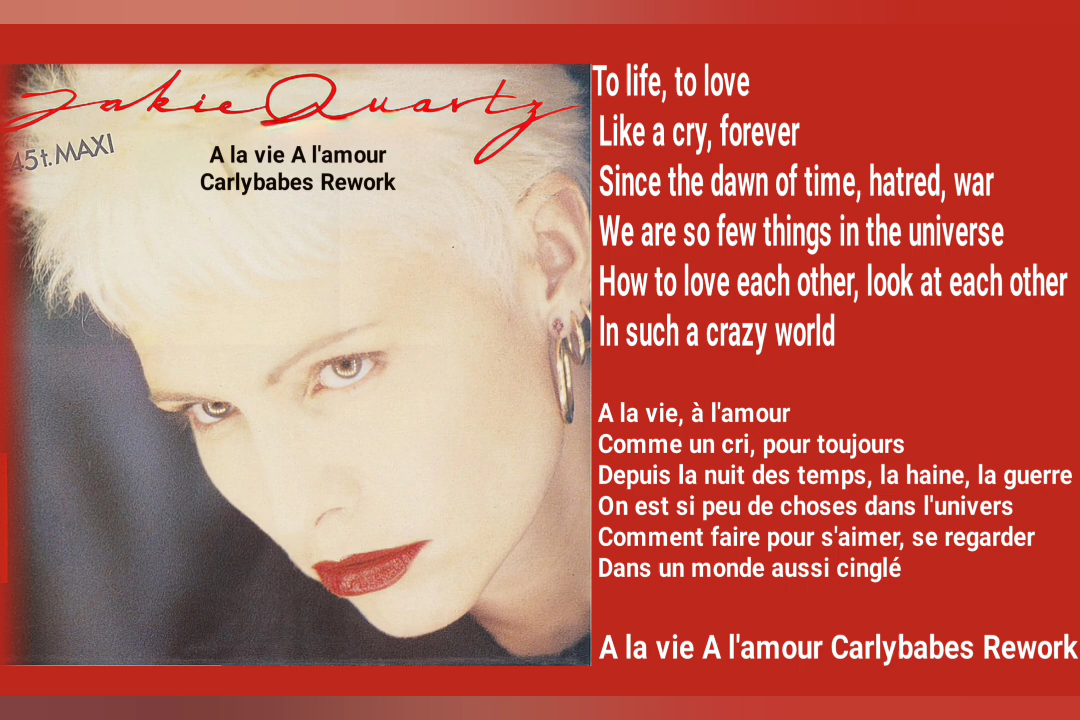 Jakie Quartz
45t. MAXI
A la vie A l'amour
Carlybabes Rework
To life, to love
Like a cry, forever
Since the dawn of time, hatred, war
We are so few things in the universe
How to love each other, look at each other
In such a crazy world
A la vie, à l'amour
Comme un cri, pour toujours
Depuis la nuit des temps, la haine, la guerre
On est si peu de choses dans l'univers
Comment faire pour s'aimer, se regarder
Dans un monde aussi cinglé
A la vie A l'amour Carlybabes Rework